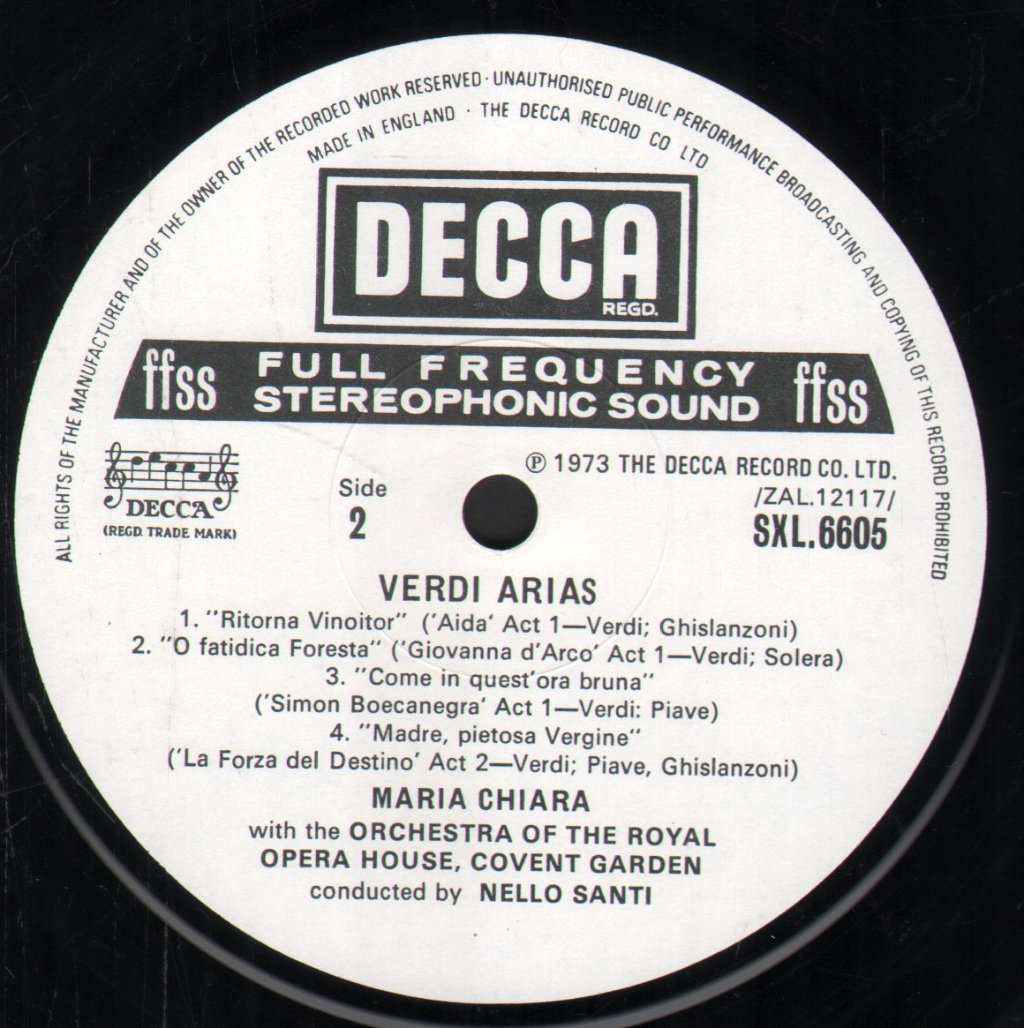 ALL RIGHTS OF THE MANUFACTURER AND OF THE OWNER OF THE RECORDED WORK RESERVED · UNAUTHORISED PUBLIC PERFORMANCE BROADCASTING AND COPYING OF THIS RECORD PROHIBITED
MADE IN ENGLAND · THE DECCA RECORD CO LTD
DECCA
REGD.
ffss FULL FREQUENCY ffss
STEREOPHONIC SOUND
DECCA
(REGD. TRADE MARK)
Side
2
℗ 1973 THE DECCA RECORD CO. LTD.
/ZAL.12117/
SXL.6605
VERDI ARIAS
1. "Ritorna Vinoitor" ('Aida' Act 1—Verdi; Ghislanzoni)
2. "O fatidica Foresta" ('Giovanna d'Arco' Act 1—Verdi; Solera)
3. "Come in quest'ora bruna"
('Simon Boecanegra' Act 1—Verdi: Piave)
4. "Madre, pietosa Vergine"
('La Forza del Destino' Act 2—Verdi; Piave, Ghislanzoni)
MARIA CHIARA
with the ORCHESTRA OF THE ROYAL
OPERA HOUSE, COVENT GARDEN
conducted by NELLO SANTI